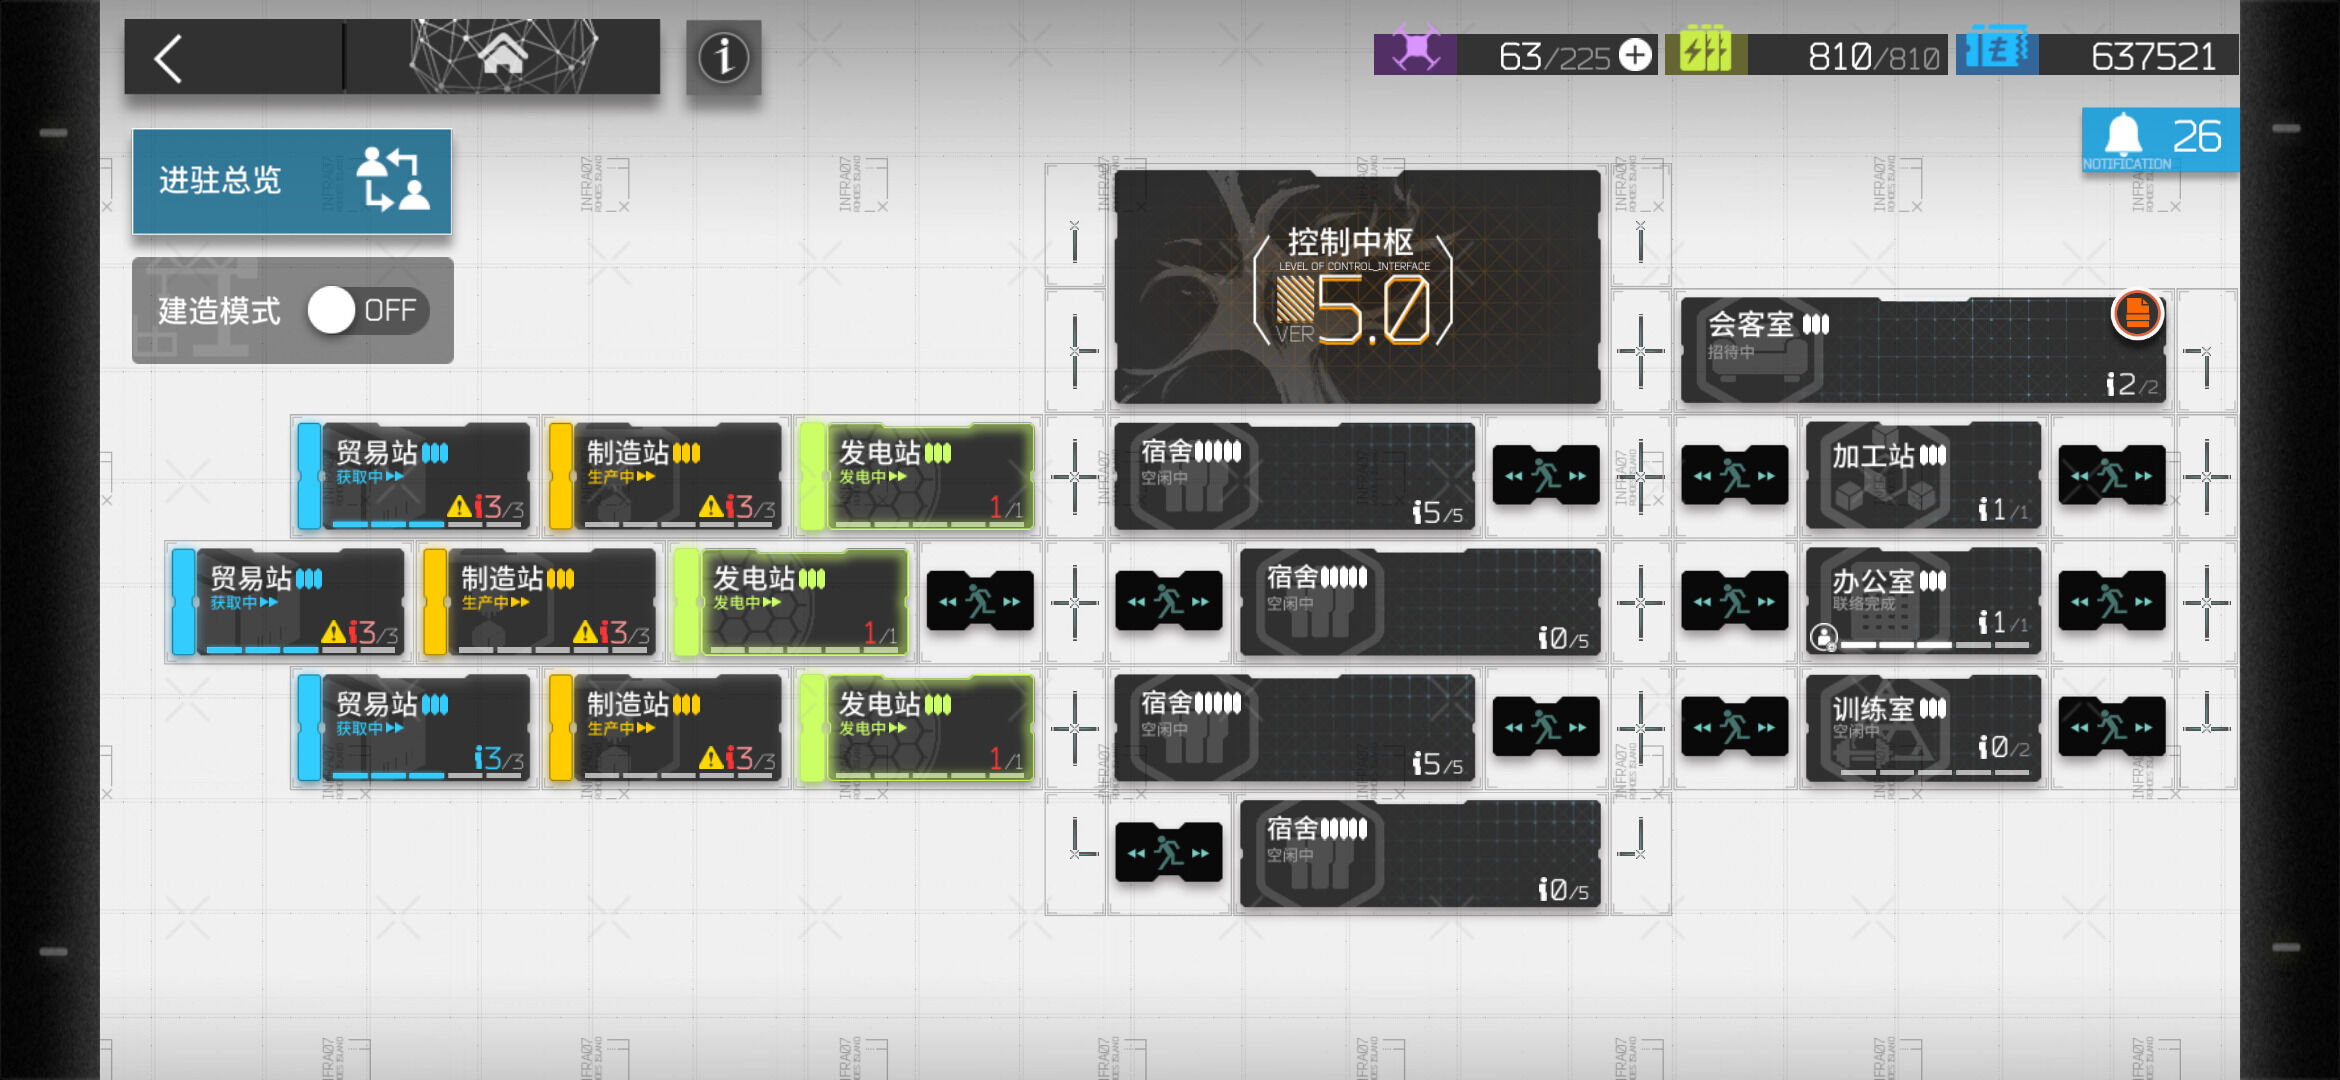 63/225
810/810
637521
进驻总览
26
NOTIFICATION
建造模式 OFF
控制中枢
LEVEL OF CONTROL_INTERFACE
VER 5.0
会客室
招待中
2/2
贸易站
获取中
3/3
制造站
生产中
3/3
发电站
发电中
1/1
宿舍
空闲中
5/5
加工站
1/1
贸易站
获取中
3/3
制造站
生产中
3/3
发电站
发电中
1/1
宿舍
空闲中
0/5
办公室
联络完成
1/1
贸易站
获取中
3/3
制造站
生产中
3/3
发电站
发电中
1/1
宿舍
空闲中
5/5
训练室
空闲中
0/2
宿舍
空闲中
0/5